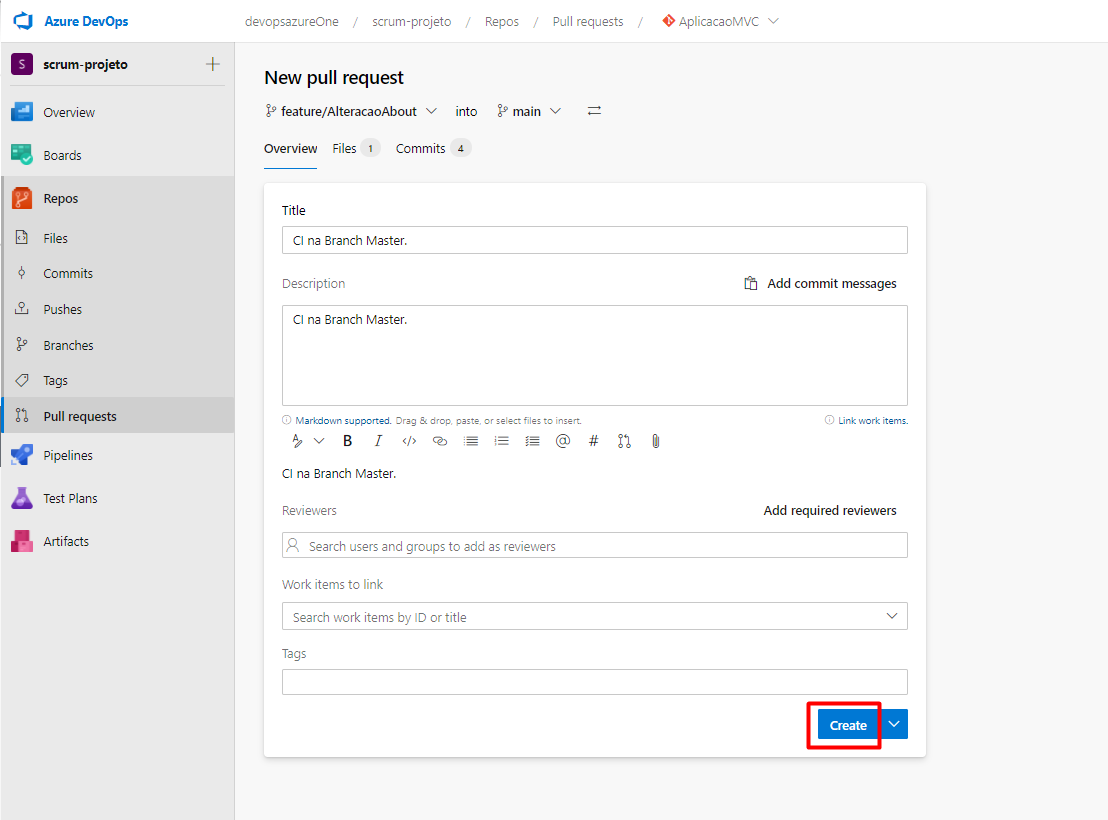 Azure DevOps
devopsazureOne / scrum-projeto / Repos / Pull requests / AplicacaoMVC
S scrum-projeto
Overview
Boards
Repos
Files
Commits
Pushes
Branches
Tags
Pull requests
Pipelines
Test Plans
Artifacts
New pull request
feature/AlteracaoAbout into main
Overview Files 1 Commits 4
Title
CI na Branch Master.
Description Add commit messages
CI na Branch Master.
Markdown supported. Drag & drop, paste, or select files to insert. Link work items.
B I </> @ #
CI na Branch Master.
Reviewers Add required reviewers
Search users and groups to add as reviewers
Work items to link
Search work items by ID or title
Tags
Create